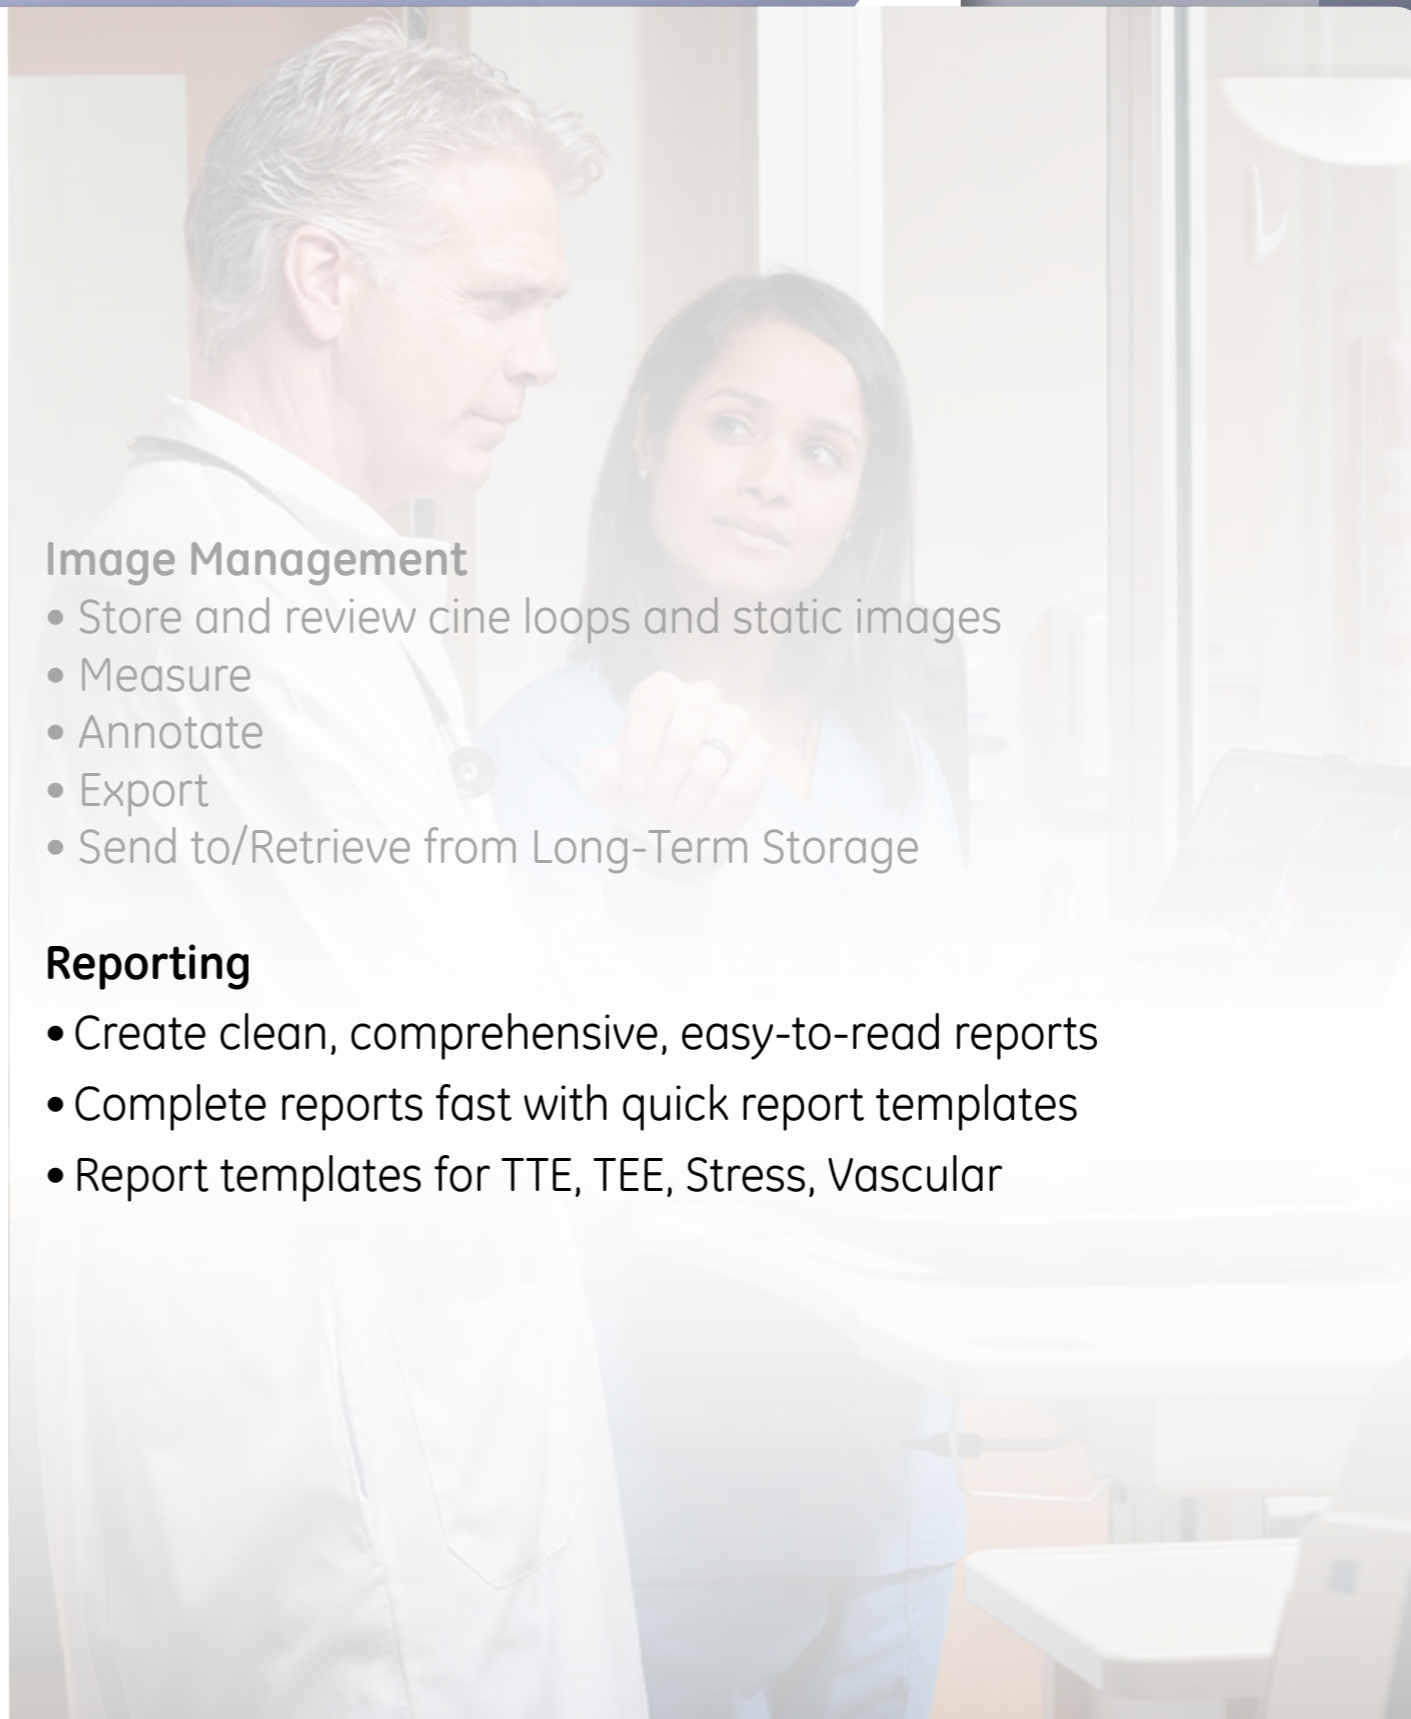 Image Management
• Store and review cine loops and static images
• Measure
• Annotate
• Export
• Send to/Retrieve from Long-Term Storage
Reporting
• Create clean, comprehensive, easy-to-read reports
• Complete reports fast with quick report templates
• Report templates for TTE, TEE, Stress, Vascular